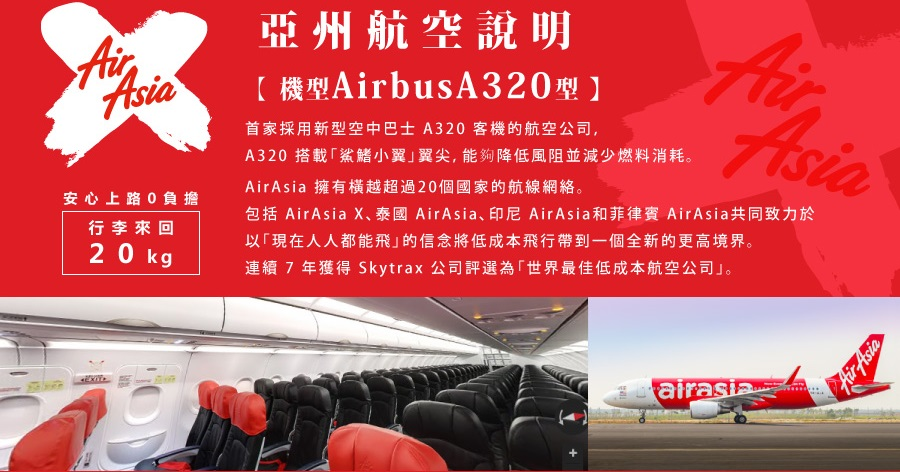 Air
Asia
亞州航空說明
【 機型AirbusA320型 】
首家採用新型空中巴士 A320 客機的航空公司,
A320 搭載「鯊鰭小翼」翼尖, 能夠降低風阻並減少燃料消耗。
AirAsia 擁有橫越超過20個國家的航線網絡。
包括 AirAsia X、泰國 AirAsia、印尼 AirAsia和菲律賓 AirAsia共同致力於
以「現在人人都能飛」的信念將低成本飛行帶到一個全新的更高境界。
連續 7 年獲得 Skytrax 公司評選為「世界最佳低成本航空公司」。
安心上路0負擔
行李來回
20 kg
Air
Asia
EXIT
airasia
Air Asia